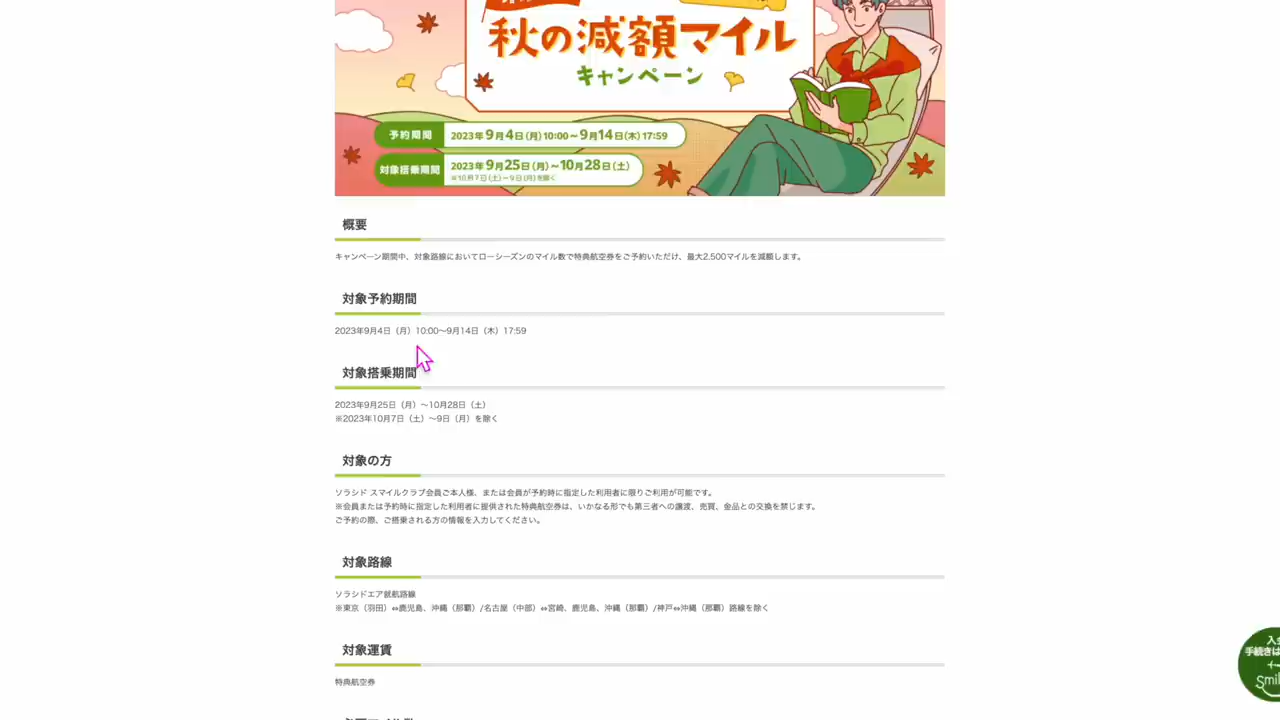 秋の減額マイル
キャンペーン
予約期間 2023年9月4日(月)10:00~9月14日(木)17:59
対象搭乗期間 2023年9月25日(月)~10月28日(土)
※10月7日(土)~9日(月)を除く
概要
キャンペーン期間中、対象路線においてローシーズンのマイル数で特典航空券をご予約いただけ、最大2,500マイルを減額します。
対象予約期間
2023年9月4日（月）10:00～9月14日（木）17:59
対象搭乗期間
2023年9月25日（月）～10月28日（土）
※2023年10月7日（土）～9日（月）を除く
対象の方
ソラシド スマイルクラブ会員ご本人様、または会員が予約時に指定した利用者に限りご利用が可能です。
※会員または予約時に指定した利用者に提供された特典航空券は、いかなる形でも第三者への譲渡、売買、金品との交換を禁じます。
ご予約の際、ご搭乗される方の情報を入力してください。
対象路線
ソラシドエア就航路線
※東京（羽田）⇔鹿児島、沖縄（那覇）/名古屋（中部）⇔宮崎、鹿児島、沖縄（那覇）/神戸⇔沖縄（那覇）路線を除く
対象運賃
特典航空券
手続きは